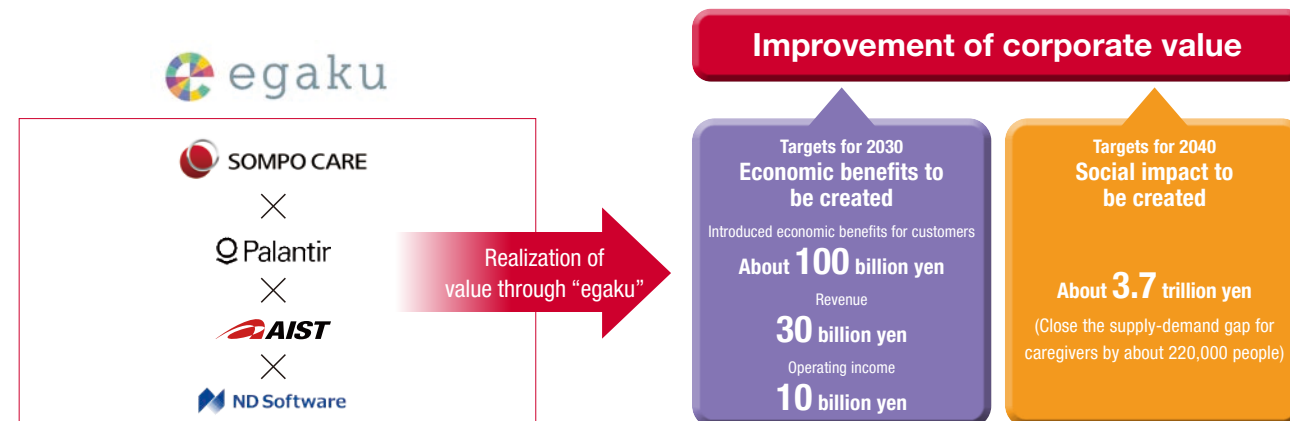 egaku
SOMPO CARE
×
Palantir
×
AIST
×
ND Software
Realization of
value through “egaku”
Improvement of corporate value
Targets for 2030
Economic benefits to
be created
Introduced economic benefits for customers
About 100 billion yen
Revenue
30 billion yen
Operating income
10 billion yen
Targets for 2040
Social impact to
be created
About 3.7 trillion yen
(Close the supply-demand gap for
caregivers by about 220,000 people)